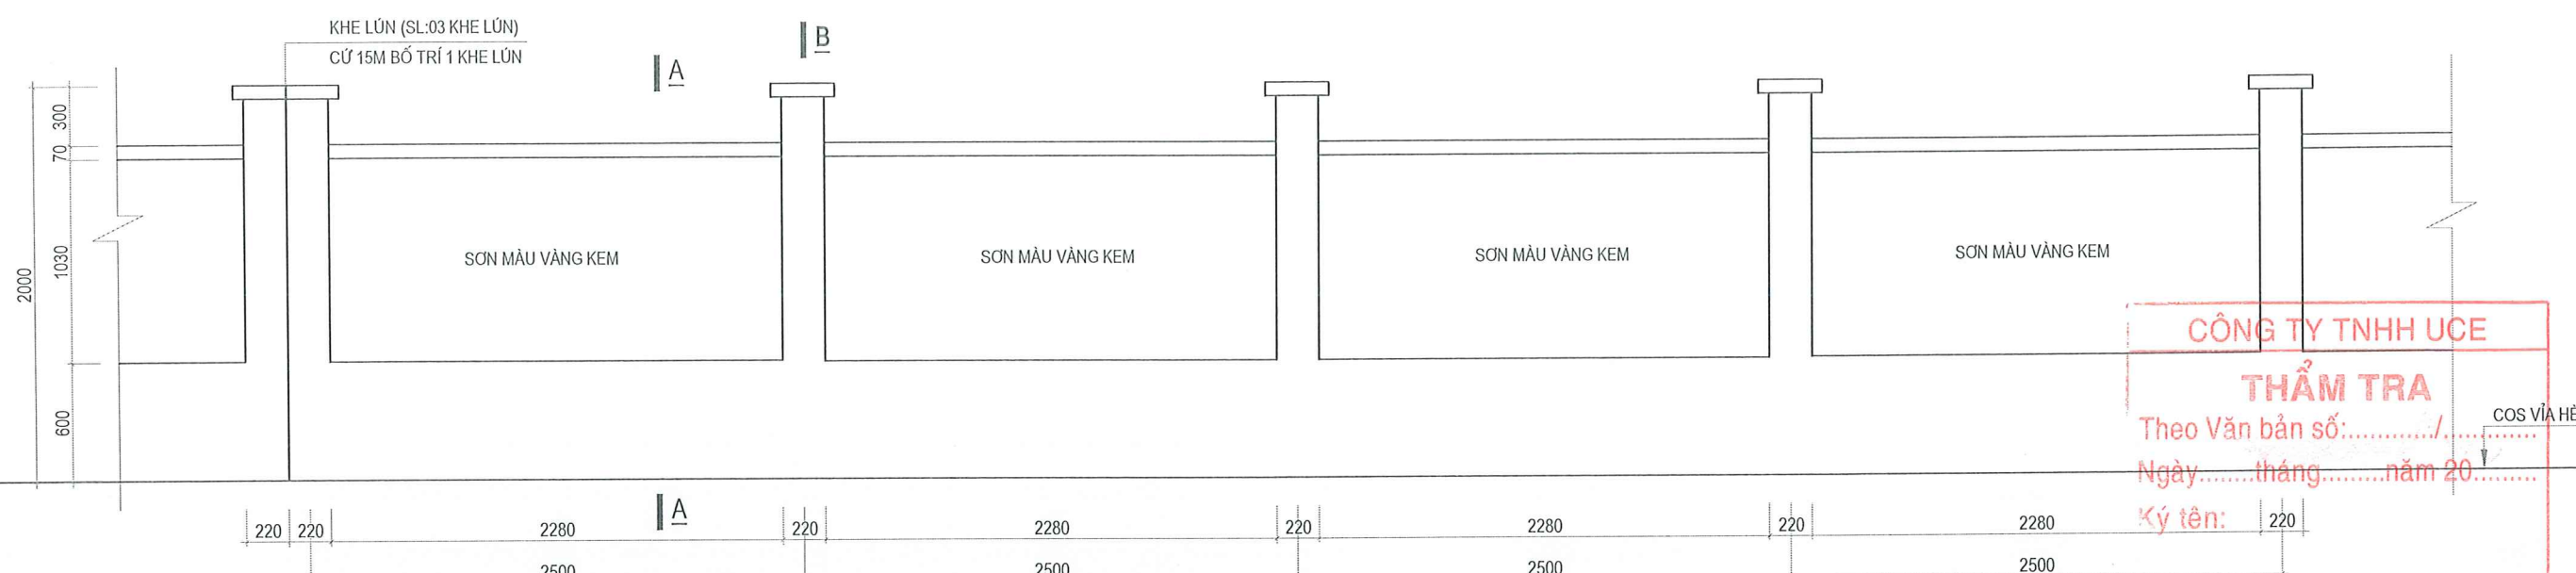 KHE LÚN (SL:03 KHE LÚN)
CỨ 15M BỐ TRÍ 1 KHE LÚN
A
B
300
70
1030
2000
600
SƠN MÀU VÀNG KEM
SƠN MÀU VÀNG KEM
SƠN MÀU VÀNG KEM
SƠN MÀU VÀNG KEM
CÔNG TY TNHH UCE
THẨM TRA
Theo Văn bản số:............/.............
Ngày........tháng.........năm 20.........
Ký tên:
COS VỈA HÈ
A
220 220 2280 220 2280 220 2280 220 2280 220
2500 2500 2500 2500